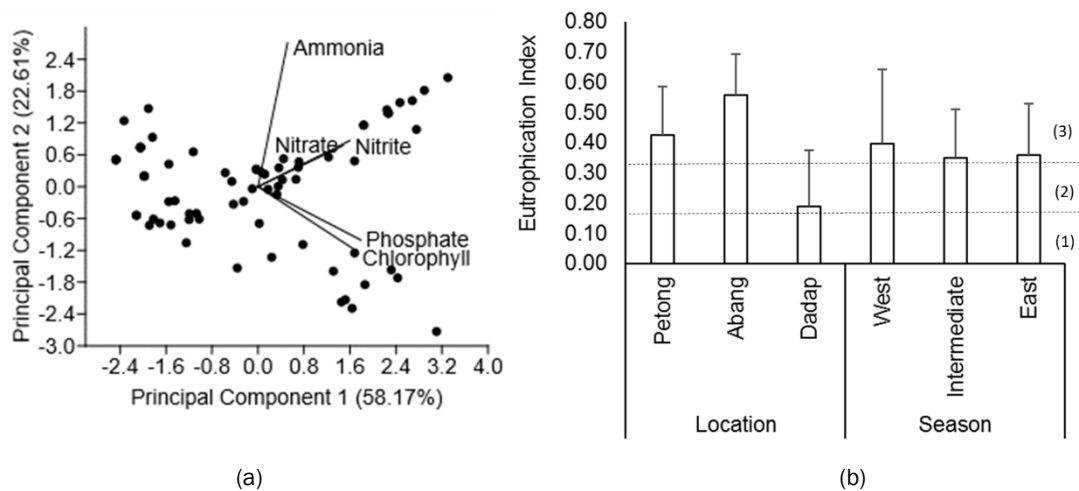 Principal Component 2 (22.61%)
2.4
1.2
0.6
0.0
-0.6
-1.2
-1.8
-2.4
-3.0
Ammonia
Nitrate
Nitrite
Phosphate
Chlorophyll
-2.4 -1.6 -0.8 0.0 0.8 1.6 2.4 3.2 4.0
Principal Component 1 (58.17%)
(a)
Eutrophication Index
0.80
0.70
0.60
0.50
0.40
0.30
0.20
0.10
0.00
(3)
(2)
(1)
Petong
Abang
Dadap
West
Intermediate
East
Location
Season
(b)